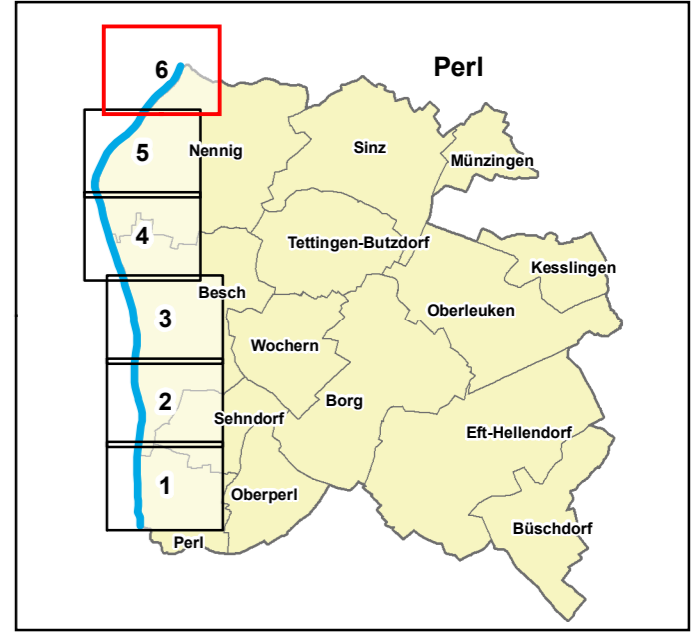 Perl
6
5
Nennig
Sinz
Münzingen
4
Tettingen-Butzdorf
Kesslingen
Besch
3
Oberleuken
Wochern
2
Sehndorf
Borg
Eft-Hellendorf
1
Oberperl
Büschdorf
Perl